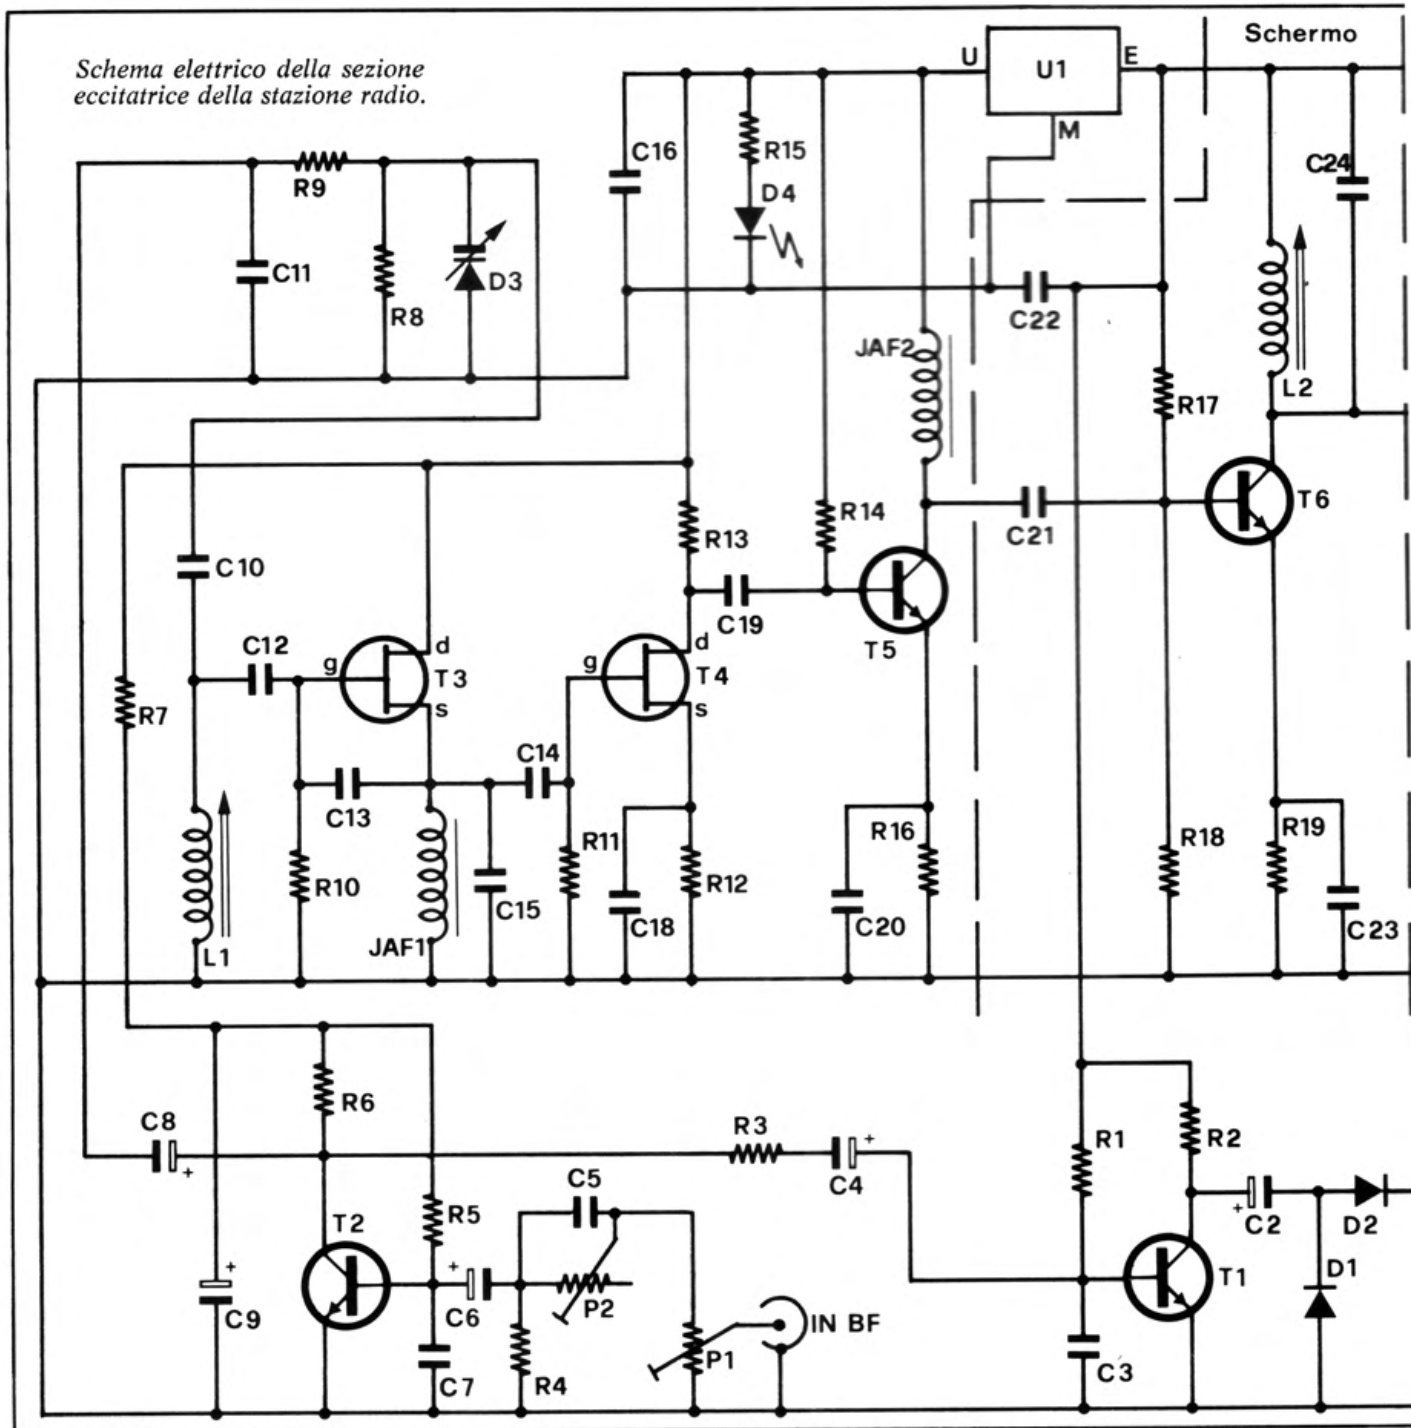 Schema elettrico della sezione
eccitatrice della stazione radio.
Schermo
U
U1
E
M
C16
R15
D4
C24
R9
C11
R8
D3
C22
JAF2
R17
L2
R13
R14
C21
T6
C10
C19
T5
C12
g
d
T3
s
g
d
T4
s
R7
C14
C13
R11
R16
R18
R19
R10
C15
R12
C18
C20
C23
L1
JAF1
R6
C8
+
R3
C4
+
R1
R2
C5
T2
R5
+
C2
D2
+
C9
+
C6
P2
T1
D1
IN BF
P1
C7
R4
C3